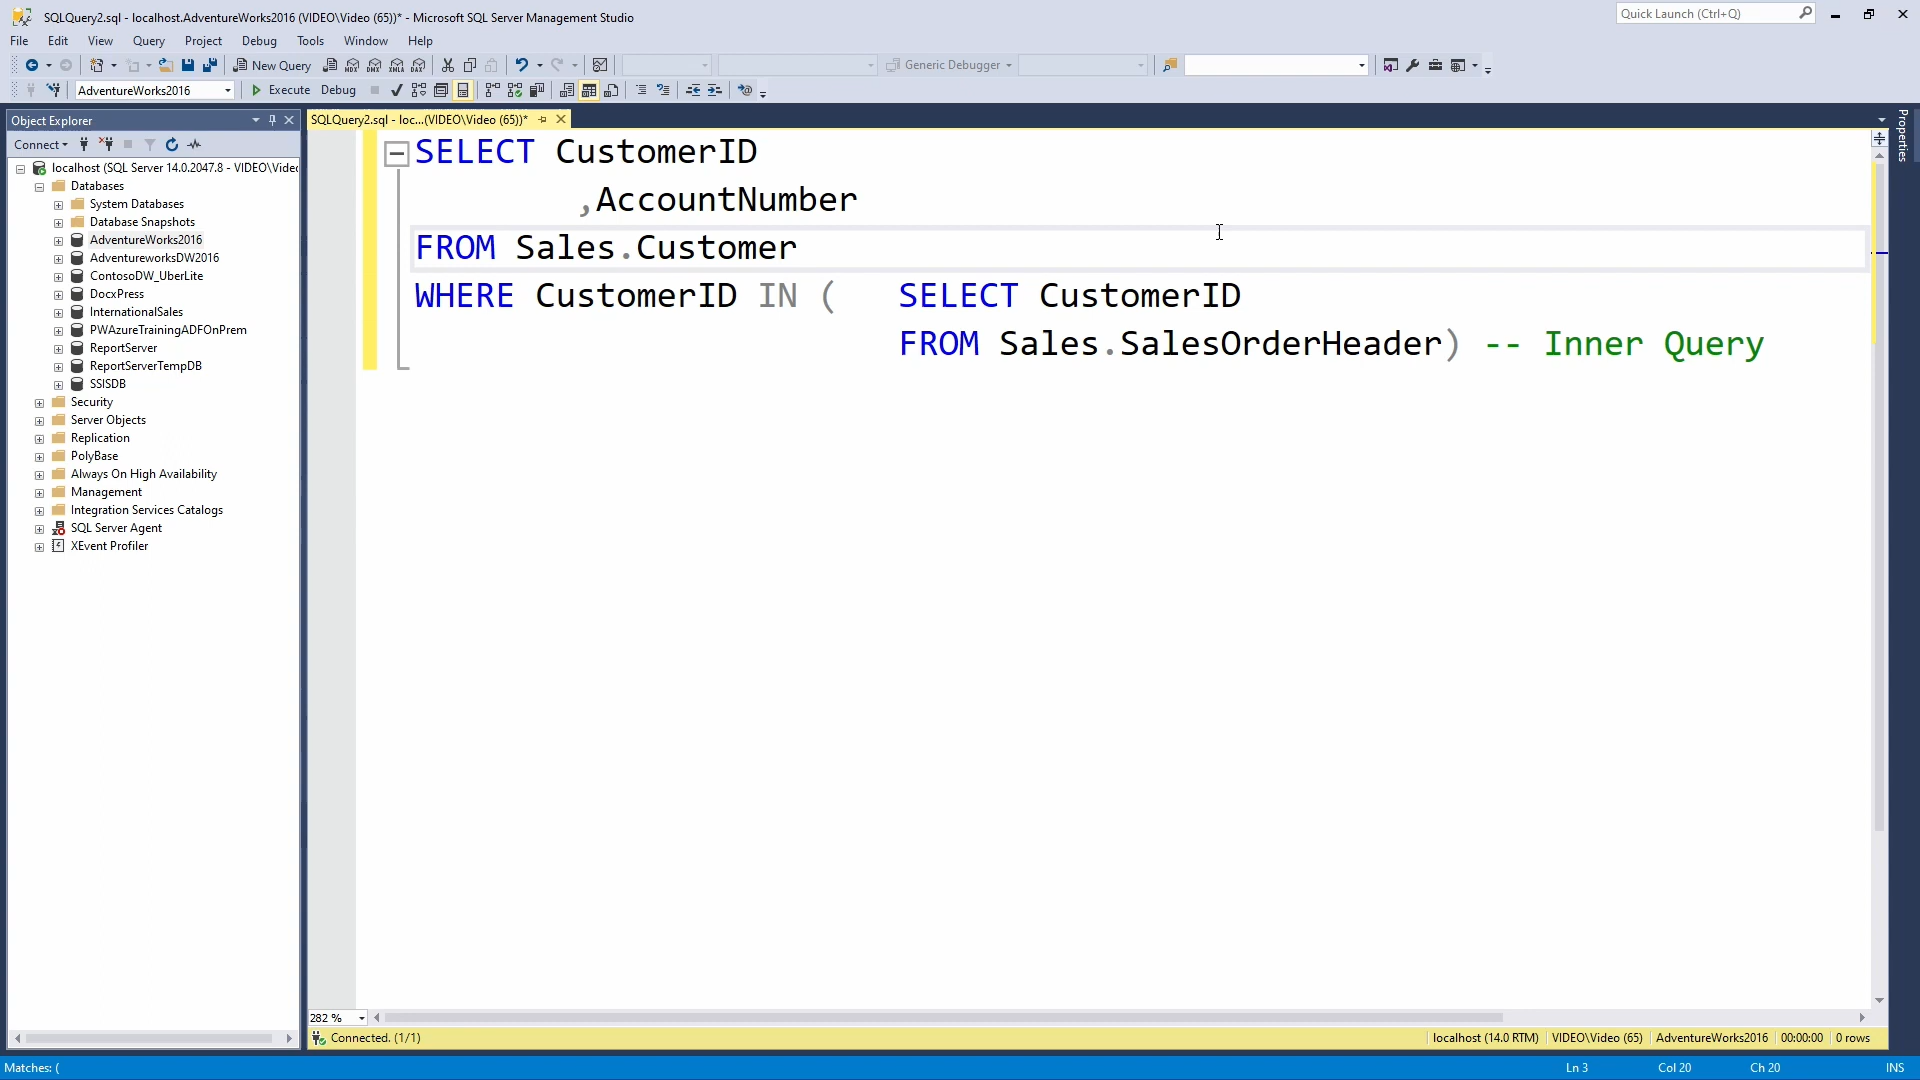 SQLQuery2.sql - localhost.AdventureWorks2016 (VIDEO\Video (65))* - Microsoft SQL Server Management Studio
Quick Launch (Ctrl+Q)
File Edit View Query Project Debug Tools Window Help
New Query
MDX DMX XMLA DAX
Generic Debugger
AdventureWorks2016
Execute Debug
Object Explorer
SQLQuery2.sql - loc...(VIDEO\Video (65))*
Properties
Connect
localhost (SQL Server 14.0.2047.8 - VIDEO\Video
Databases
System Databases
Database Snapshots
AdventureWorks2016
AdventureworksDW2016
ContosoDW_UberLite
DocxPress
InternationalSales
PWAzureTrainingADFOnPrem
ReportServer
ReportServerTempDB
SSISDB
Security
Server Objects
Replication
PolyBase
Always On High Availability
Management
Integration Services Catalogs
SQL Server Agent
XEvent Profiler
SELECT CustomerID
,AccountNumber
FROM Sales.Customer
WHERE CustomerID IN ( SELECT CustomerID
FROM Sales.SalesOrderHeader) -- Inner Query
282 %
Connected. (1/1)
localhost (14.0 RTM) VIDEO\Video (65) AdventureWorks2016 00:00:00 0 rows
Matches: (
Ln 3 Col 20 Ch 20 INS